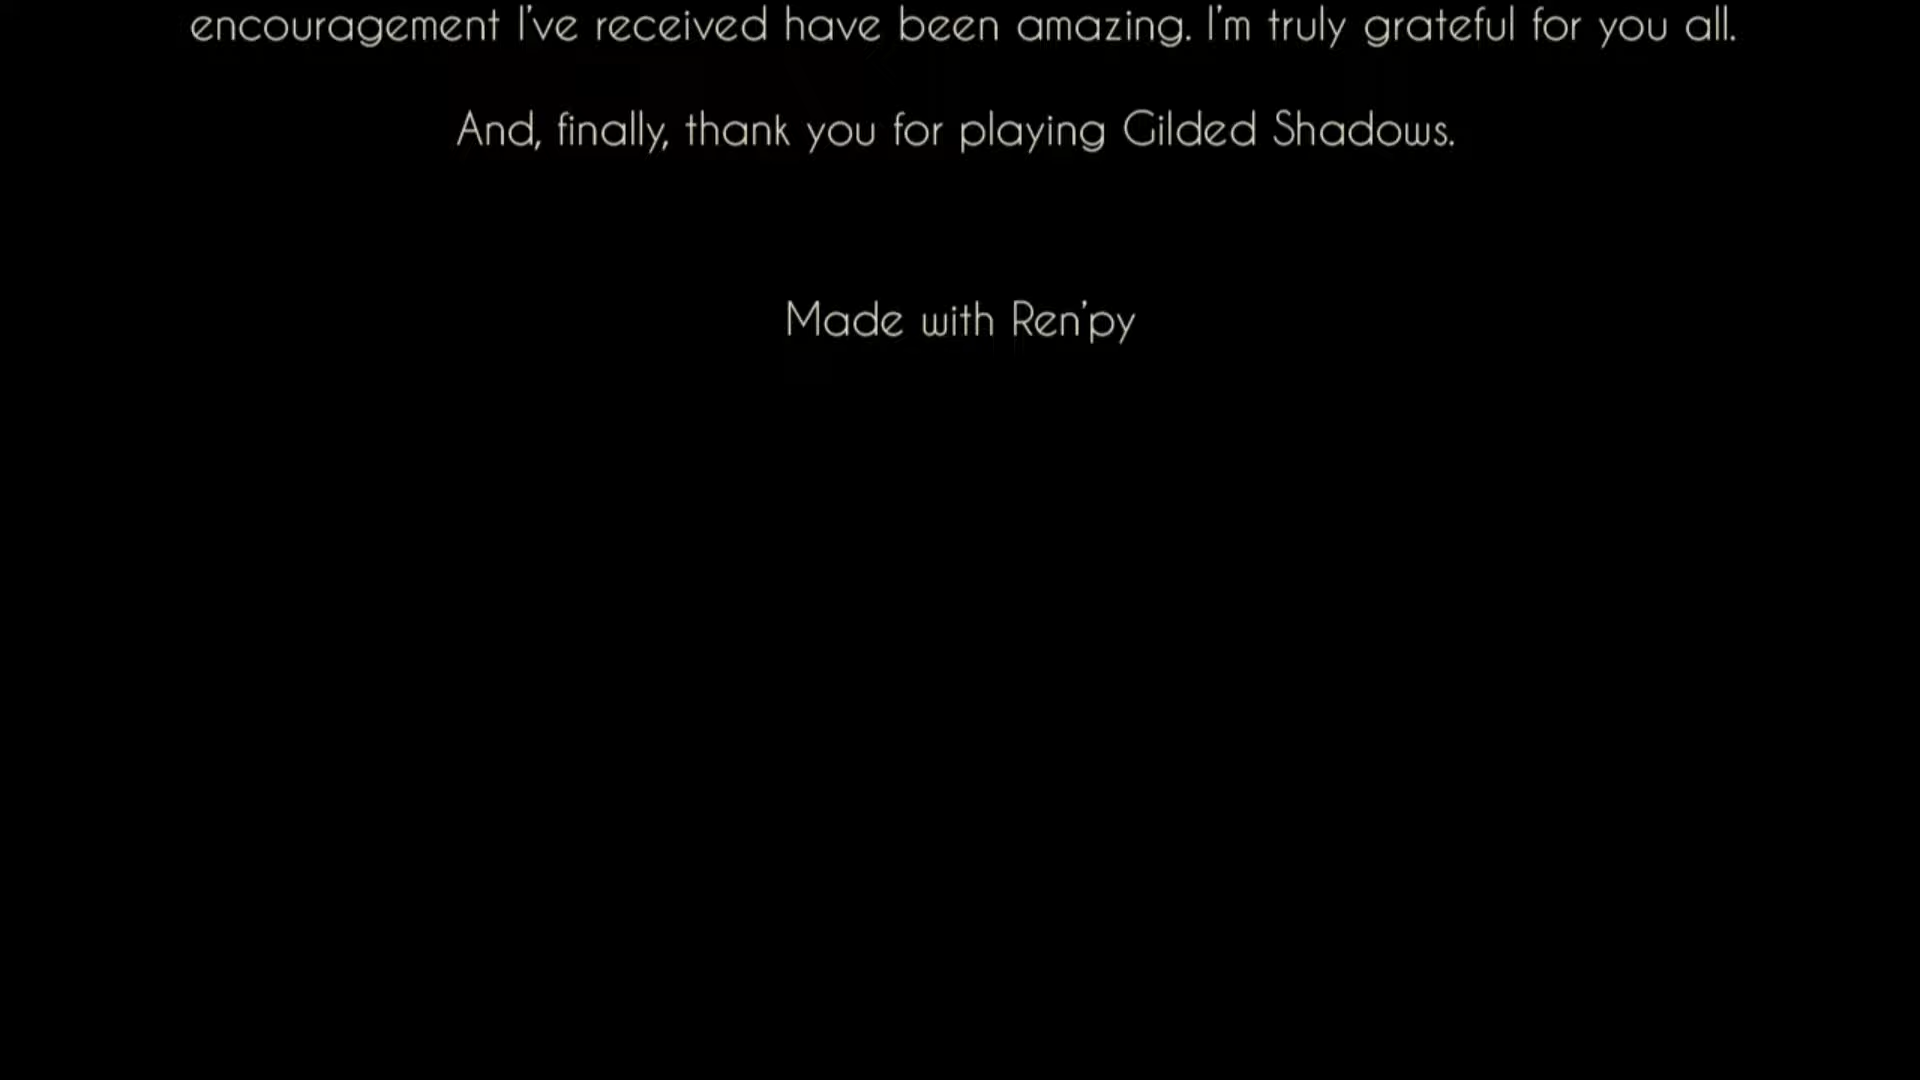 encouragement I've received have been amazing. I'm truly grateful for you all.
And, finally, thank you for playing Gilded Shadows.
Made with Ren'py